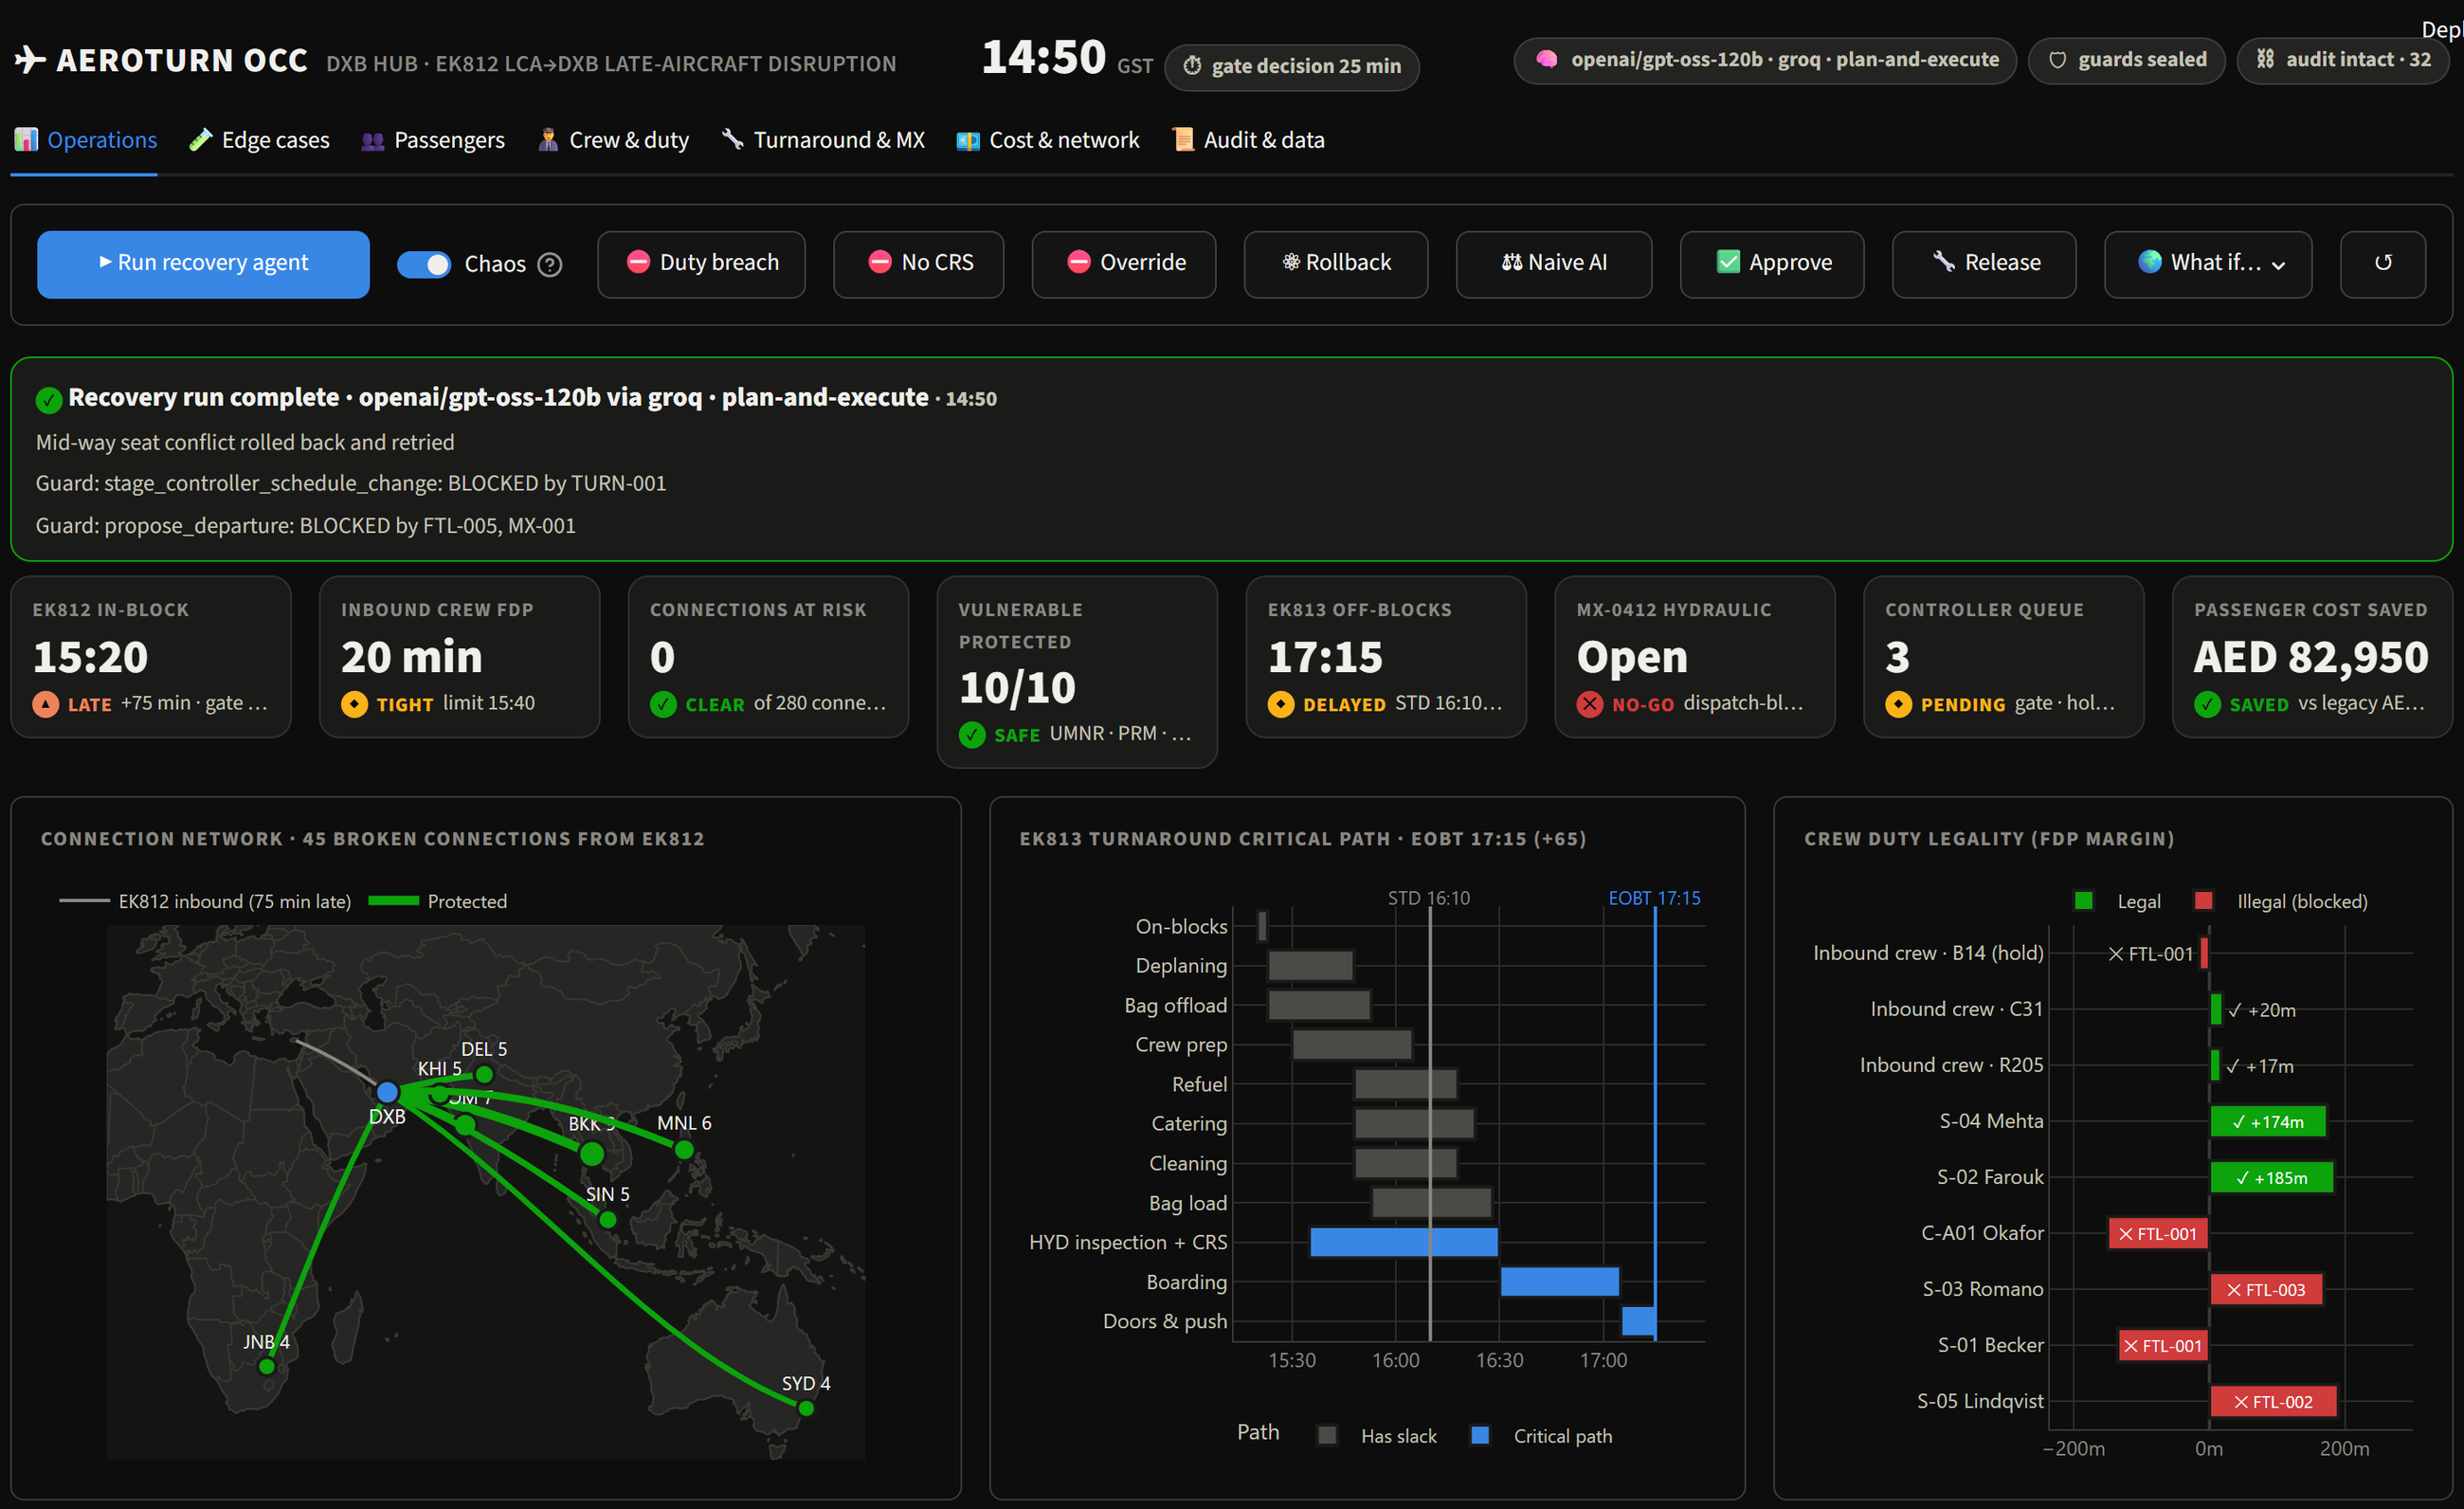 Depl
AEROTURN OCC DXB HUB · EK812 LCA→DXB LATE-AIRCRAFT DISRUPTION 14:50 GST gate decision 25 min openai/gpt-oss-120b · groq · plan-and-execute guards sealed audit intact · 32
Operations Edge cases Passengers Crew & duty Turnaround & MX Cost & network Audit & data
Run recovery agent Chaos Duty breach No CRS Override Rollback Naive AI Approve Release What if...
Recovery run complete · openai/gpt-oss-120b via groq · plan-and-execute · 14:50
Mid-way seat conflict rolled back and retried
Guard: stage_controller_schedule_change: BLOCKED by TURN-001
Guard: propose_departure: BLOCKED by FTL-005, MX-001
EK812 IN-BLOCK
15:20
LATE +75 min · gate ...
INBOUND CREW FDP
20 min
TIGHT limit 15:40
CONNECTIONS AT RISK
0
CLEAR of 280 conne...
VULNERABLE
PROTECTED
10/10
SAFE UMNR · PRM · ...
EK813 OFF-BLOCKS
17:15
DELAYED STD 16:10...
MX-0412 HYDRAULIC
Open
NO-GO dispatch-bl...
CONTROLLER QUEUE
3
PENDING gate · hol...
PASSENGER COST SAVED
AED 82,950
SAVED vs legacy AE...
CONNECTION NETWORK · 45 BROKEN CONNECTIONS FROM EK812
EK812 inbound (75 min late) Protected
DEL 5
KHI 5
DXB
BKK 9
MNL 6
SIN 5
JNB 4
SYD 4
EK813 TURNAROUND CRITICAL PATH · EOBT 17:15 (+65)
STD 16:10 EOBT 17:15
On-blocks
Deplaning
Bag offload
Crew prep
Refuel
Catering
Cleaning
Bag load
HYD inspection + CRS
Boarding
Doors & push
15:30 16:00 16:30 17:00
Path Has slack Critical path
CREW DUTY LEGALITY (FDP MARGIN)
Legal Illegal (blocked)
Inbound crew · B14 (hold) ✕ FTL-001
Inbound crew · C31 ✓ +20m
Inbound crew · R205 ✓ +17m
S-04 Mehta ✓ +174m
S-02 Farouk ✓ +185m
C-A01 Okafor ✕ FTL-001
S-03 Romano ✕ FTL-003
S-01 Becker ✕ FTL-001
S-05 Lindqvist ✕ FTL-002
−200m 0m 200m